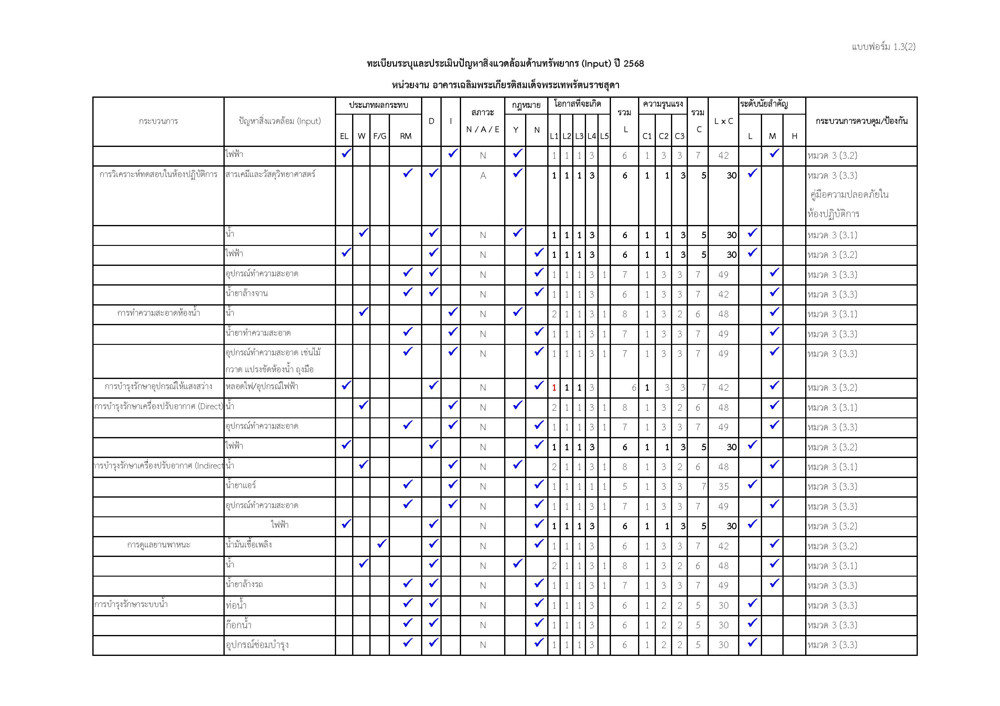 แบบฟอร์ม 1.3(2)
ทะเบียนระบุและประเมินปัญหาสิ่งแวดล้อมด้านทรัพยากร (Input) ปี 2568
หน่วยงาน อาคารเฉลิมพระเกียรติสมเด็จพระเทพรัตนราชสุดา
กระบวนการ ปัญหาสิ่งแวดล้อม (Input) ประเภทผลกระทบ D I สภาวะ N / A / E กฎหมาย โอกาสที่จะเกิด รวม L ความรุนแรง รวม C L x C ระดับนัยสำคัญ กระบวนการควบคุม/ป้องกัน
EL W F/G RM Y N L1 L2 L3 L4 L5 C1 C2 C3 L M H
ไฟฟ้า ✓ ✓ N ✓ 1 1 1 3 6 1 3 3 7 42 ✓ หมวด 3 (3.2)
การวิเคราะห์ทดสอบในห้องปฏิบัติการ สารเคมีและวัสดุวิทยาศาสตร์ ✓ ✓ A ✓ 1 1 1 3 6 1 1 3 5 30 ✓ หมวด 3 (3.3)
คู่มือความปลอดภัยใน
ห้องปฏิบัติการ
น้ำ ✓ ✓ N ✓ 1 1 1 3 6 1 1 3 5 30 ✓ หมวด 3 (3.1)
ไฟฟ้า ✓ ✓ N ✓ 1 1 1 3 6 1 1 3 5 30 ✓ หมวด 3 (3.2)
อุปกรณ์ทำความสะอาด ✓ ✓ N ✓ 1 1 1 3 1 7 1 3 3 7 49 ✓ หมวด 3 (3.3)
น้ำยาล้างจาน ✓ ✓ N ✓ 1 1 1 3 6 1 3 3 7 42 ✓ หมวด 3 (3.3)
การทำความสะอาดห้องน้ำ น้ำ ✓ ✓ N ✓ 2 1 1 3 1 8 1 3 2 6 48 ✓ หมวด 3 (3.1)
น้ำยาทำความสะอาด ✓ ✓ N ✓ 1 1 1 3 1 7 1 3 3 7 49 ✓ หมวด 3 (3.3)
อุปกรณ์ทำความสะอาด เช่นไม้ ✓ ✓ N ✓ 1 1 1 3 1 7 1 3 3 7 49 ✓ หมวด 3 (3.3)
กวาด แปรงขัดห้องน้ำ ถุงมือ
การบำรุงรักษาอุปกรณ์ให้แสงสว่าง หลอดไฟ/อุปกรณ์ไฟฟ้า ✓ ✓ N ✓ 1 1 1 3 6 1 3 3 7 42 ✓ หมวด 3 (3.2)
การบำรุงรักษาเครื่องปรับอากาศ (Direct) น้ำ ✓ ✓ N ✓ 2 1 1 3 1 8 1 3 2 6 48 ✓ หมวด 3 (3.1)
อุปกรณ์ทำความสะอาด ✓ ✓ N ✓ 1 1 1 3 1 7 1 3 3 7 49 ✓ หมวด 3 (3.3)
ไฟฟ้า ✓ ✓ N ✓ 1 1 1 3 6 1 1 3 5 30 ✓ หมวด 3 (3.2)
การบำรุงรักษาเครื่องปรับอากาศ (Indirect น้ำ ✓ ✓ N ✓ 2 1 1 3 1 8 1 3 2 6 48 ✓ หมวด 3 (3.1)
น้ำยาแอร์ ✓ ✓ N ✓ 1 1 1 1 1 5 1 3 3 7 35 ✓ หมวด 3 (3.3)
อุปกรณ์ทำความสะอาด ✓ ✓ N ✓ 1 1 1 3 1 7 1 3 3 7 49 ✓ หมวด 3 (3.3)
ไฟฟ้า ✓ ✓ N ✓ 1 1 1 3 6 1 1 3 5 30 ✓ หมวด 3 (3.2)
การดูแลยานพาหนะ น้ำมันเชื้อเพลิง ✓ ✓ N ✓ 1 1 1 3 6 1 3 3 7 42 ✓ หมวด 3 (3.2)
น้ำ ✓ ✓ N ✓ 2 1 1 3 1 8 1 3 2 6 48 ✓ หมวด 3 (3.1)
น้ำยาล้างรถ ✓ ✓ N ✓ 1 1 1 3 1 7 1 3 3 7 49 ✓ หมวด 3 (3.3)
การบำรุงรักษาระบบน้ำ ท่อน้ำ ✓ ✓ N ✓ 1 1 1 3 6 1 2 2 5 30 ✓ หมวด 3 (3.3)
ก๊อกน้ำ ✓ ✓ N ✓ 1 1 1 3 6 1 2 2 5 30 ✓ หมวด 3 (3.3)
อุปกรณ์ซ่อมบำรุง ✓ ✓ N ✓ 1 1 1 3 6 1 2 2 5 30 ✓ หมวด 3 (3.3)